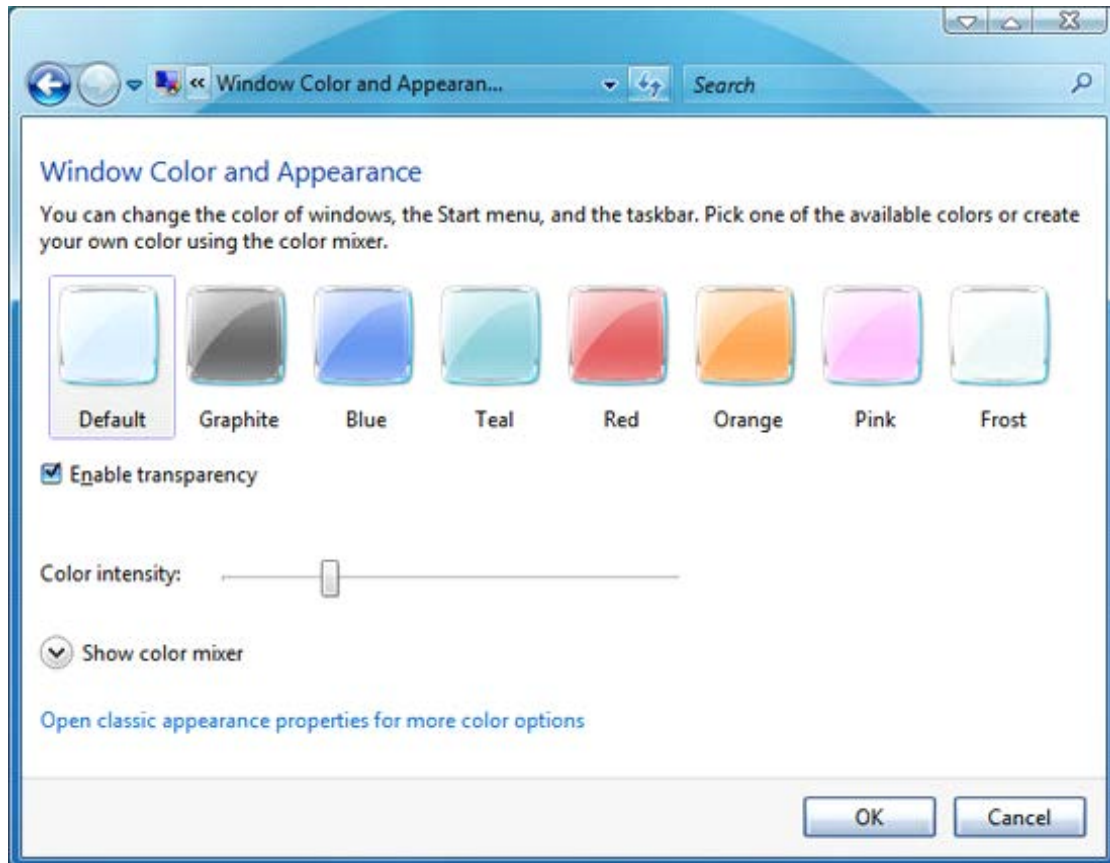 « Window Color and Appearan...
Search
Window Color and Appearance
You can change the color of windows, the Start menu, and the taskbar. Pick one of the available colors or create
your own color using the color mixer.
Default Graphite Blue Teal Red Orange Pink Frost
Enable transparency
Color intensity:
Show color mixer
Open classic appearance properties for more color options
OK Cancel